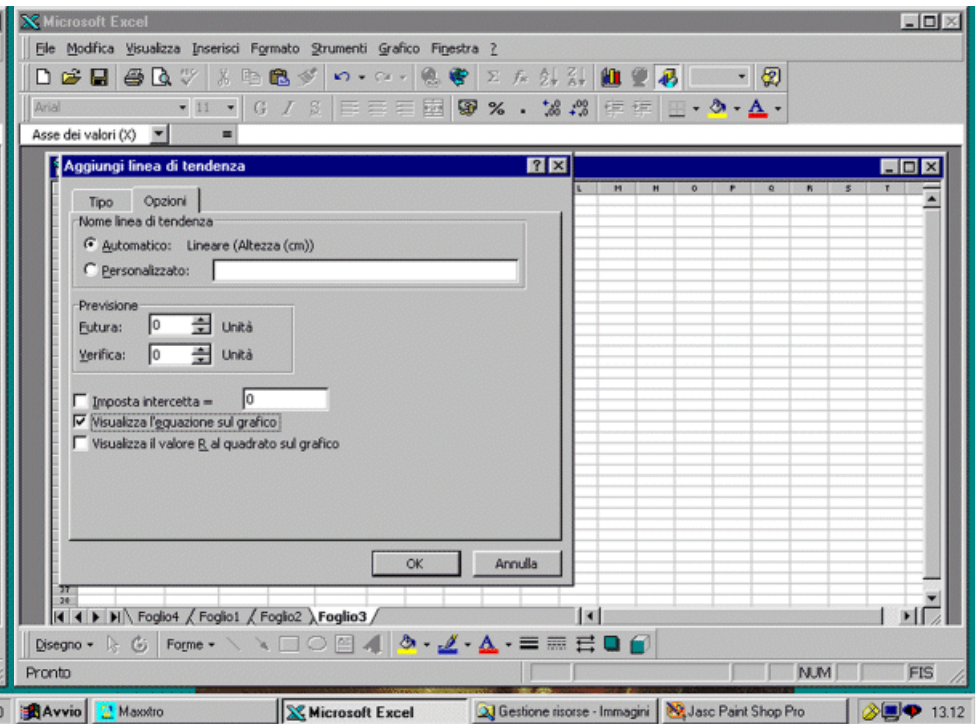 Microsoft Excel
File Modifica Visualizza Inserisci Formato Strumenti Grafico Finestra ?
Arial 11 G I S % .
Asse dei valori (X) =
Aggiungi linea di tendenza
Tipo Opzioni
Nome linea di tendenza
Automatico: Lineare (Altezza (cm))
Personalizzato:
Previsione
Futura: 0 Unità
Verifica: 0 Unità
Imposta intercetta = 0
Visualizza l'equazione sul grafico
Visualizza il valore R al quadrato sul grafico
OK Annulla
L M N O P Q R S T
37
38
Foglio4 Foglio1 Foglio2 Foglio3
Disegno Forme
Pronto NUM FIS
Avvio Maxxtro Microsoft Excel Gestione risorse - Immagini Jasc Paint Shop Pro 13.12